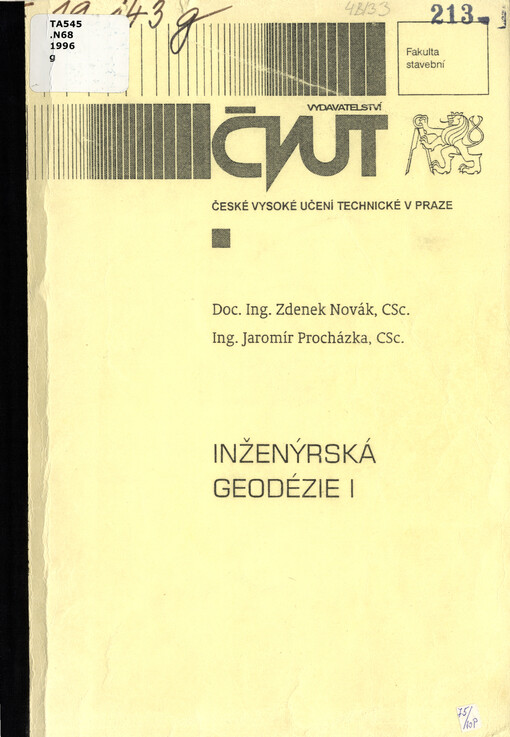 TA545
.N68
1996
g
213
Fakulta
stavební
VYDAVATELSTVÍ
ČVUT
ČESKÉ VYSOKÉ UČENÍ TECHNICKÉ V PRAZE
Doc. Ing. Zdenek Novák, CSc.
Ing. Jaromír Procházka, CSc.
INŽENÝRSKÁ
GEODÉZIE I